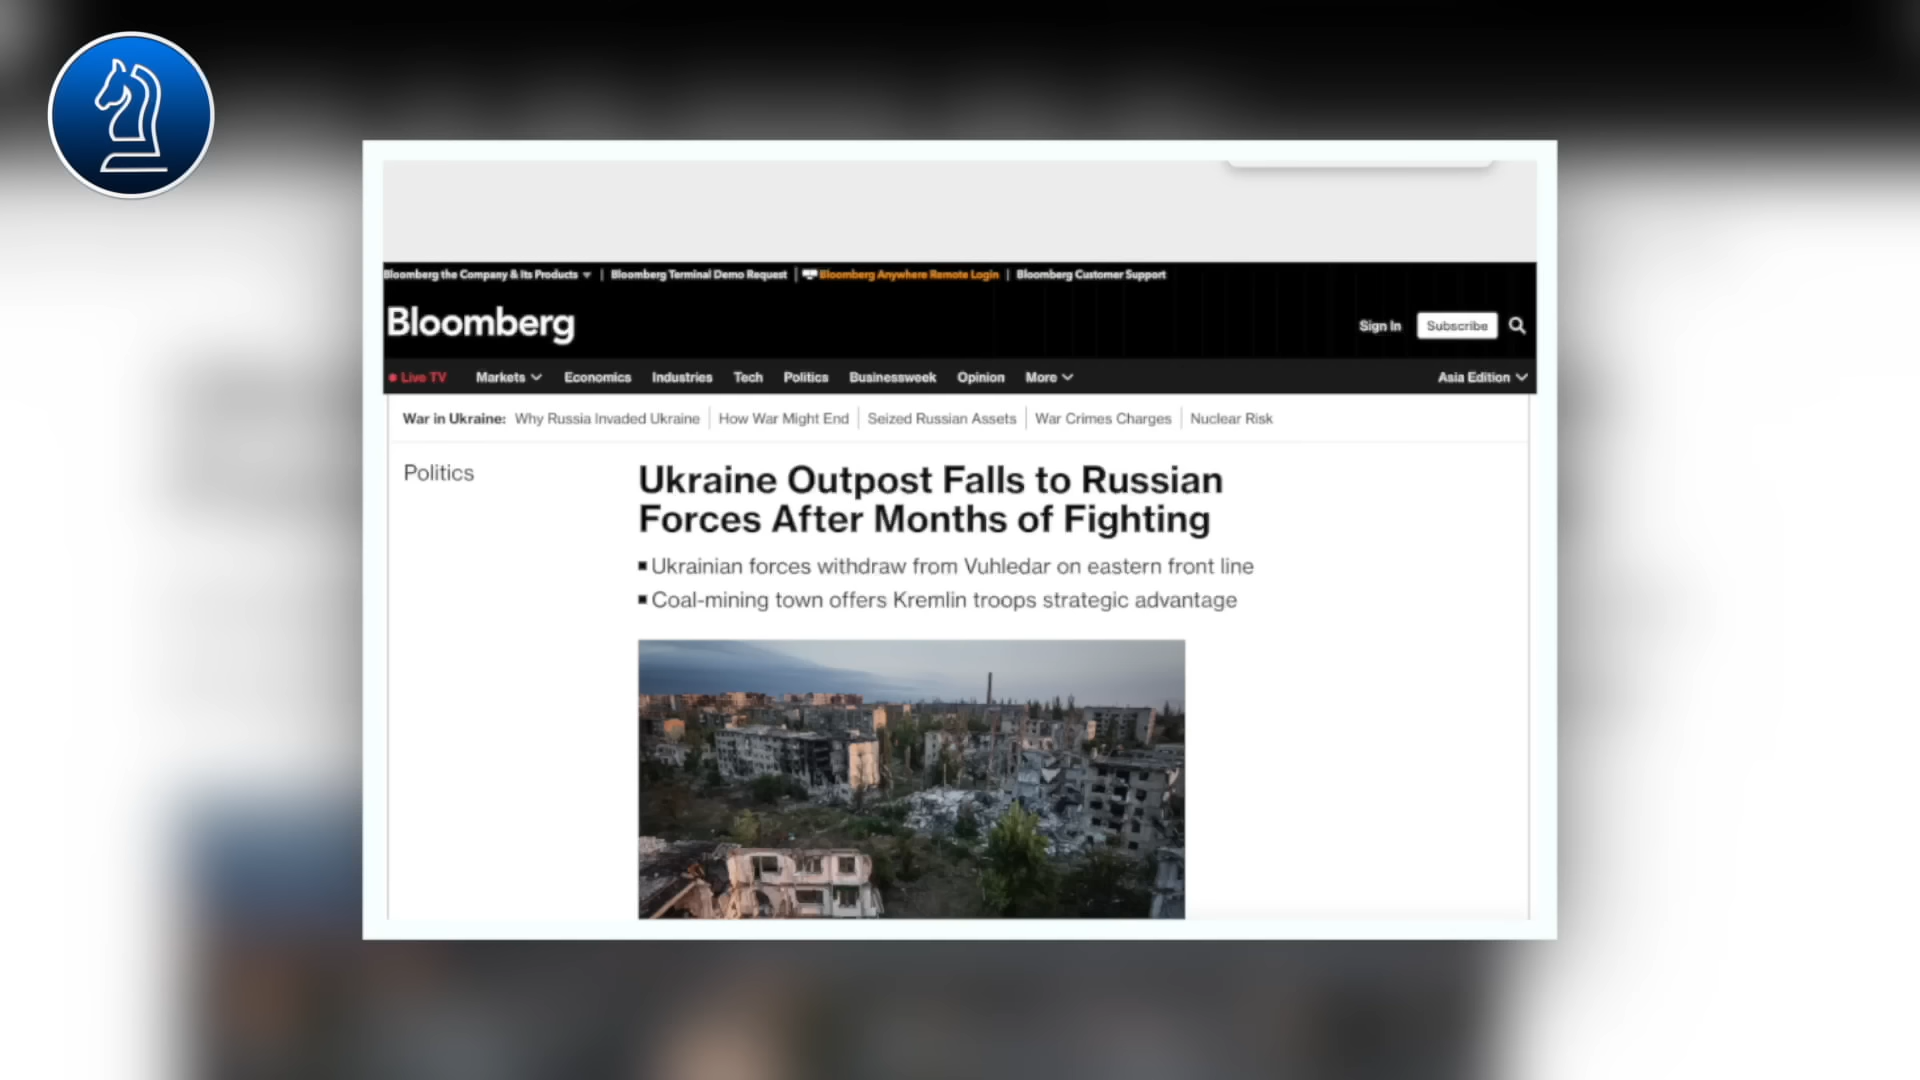 Bloomberg the Company & Its Products | Bloomberg Terminal Demo Request | Bloomberg Anywhere Remote Login | Bloomberg Customer Support
Bloomberg
Sign In Subscribe
Live TV Markets Economics Industries Tech Politics Businessweek Opinion More Asia Edition
War in Ukraine: Why Russia Invaded Ukraine | How War Might End | Seized Russian Assets | War Crimes Charges | Nuclear Risk
Politics
Ukraine Outpost Falls to Russian
Forces After Months of Fighting
Ukrainian forces withdraw from Vuhledar on eastern front line
Coal-mining town offers Kremlin troops strategic advantage